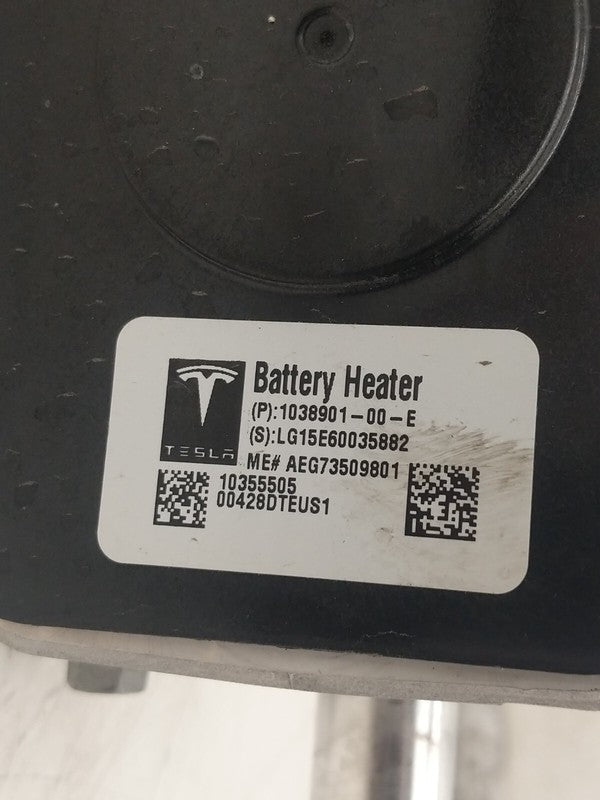 TESLA
Battery Heater
(P):1038901-00-E
(S):LG15E60035882
ME# AEG73509801
10355505
00428DTEUS1